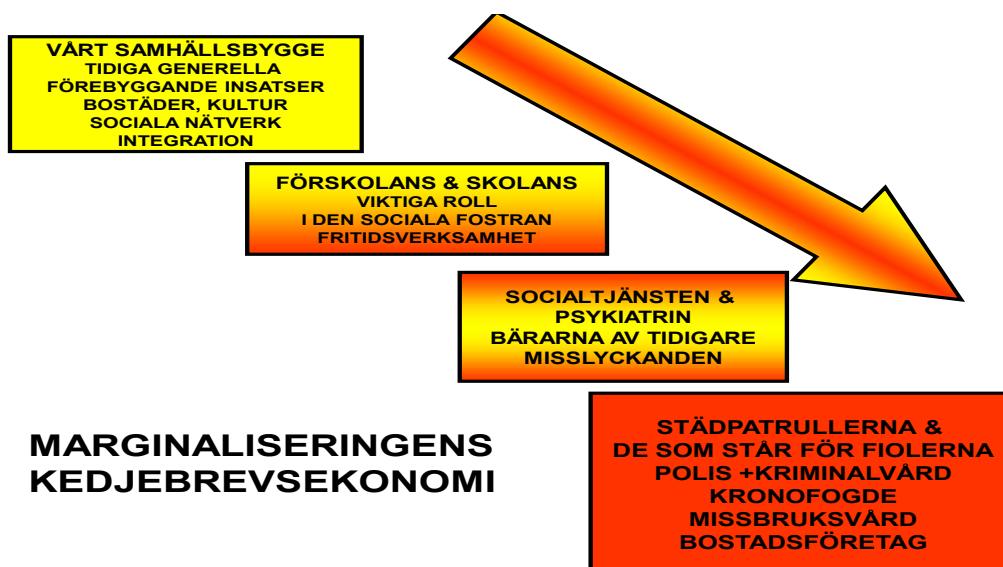 VÅRT SAMHÄLLSBYGGE
TIDIGA GENERELLA
FÖREBYGGANDE INSATSER
BOSTÄDER, KULTUR
SOCIALA NÄTVERK
INTEGRATION
FÖRSKOLANS & SKOLANS
VIKTIGA ROLL
I DEN SOCIALA FOSTRAN
FRITIDSVERKSAMHET
SOCIALTJÄNSTEN &
PSYKIATRIN
BÄRARNA AV TIDIGARE
MISSLYCKANDEN
MARGINALISERINGENS
KEDJEBREVSEKONOMI
STÄDPATRULLERNA &
DE SOM STÅR FÖR FIOLERNA
POLIS +KRIMINALVÅRD
KRONOFOGDE
MISSBRUKSVÅRD
BOSTADSFÖRETAG